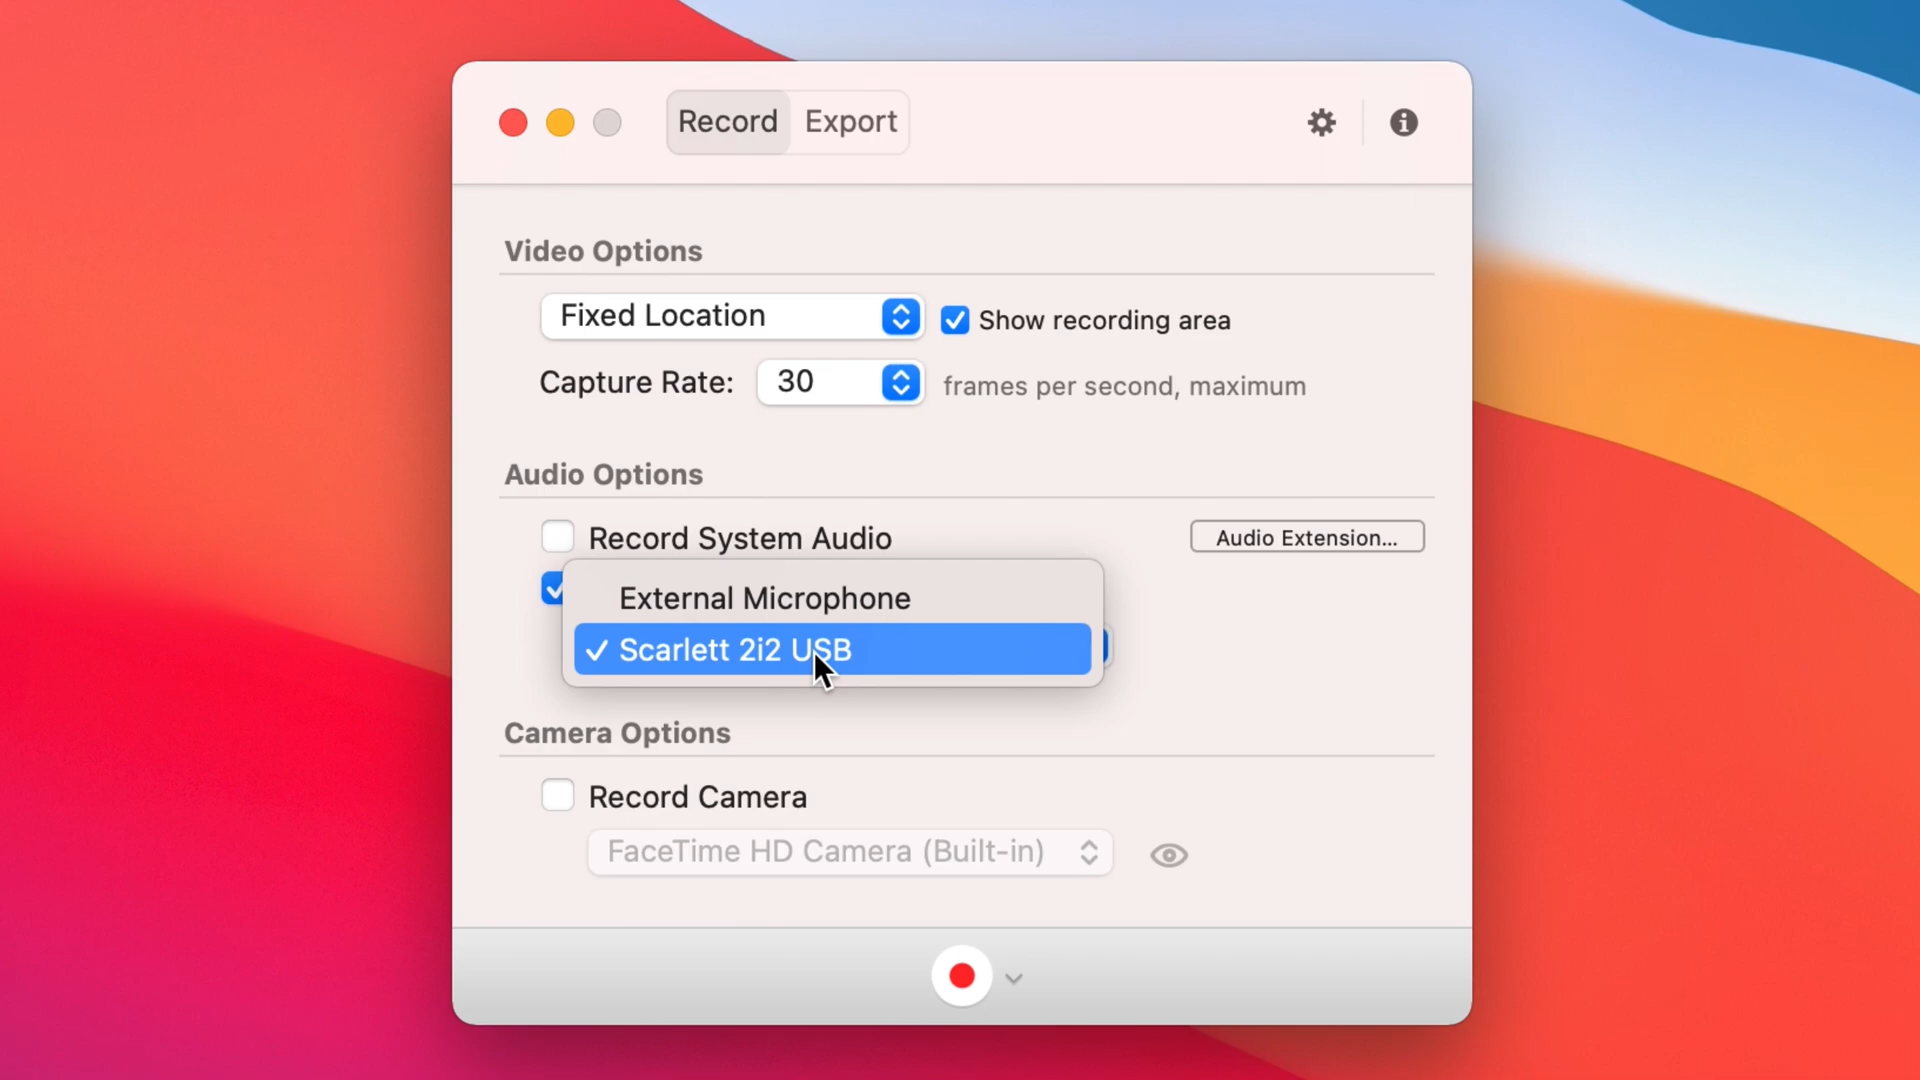 Record Export
Video Options
Fixed Location Show recording area
Capture Rate: 30 frames per second, maximum
Audio Options
Record System Audio Audio Extension...
External Microphone
Scarlett 2i2 USB
Camera Options
Record Camera
FaceTime HD Camera (Built-in)